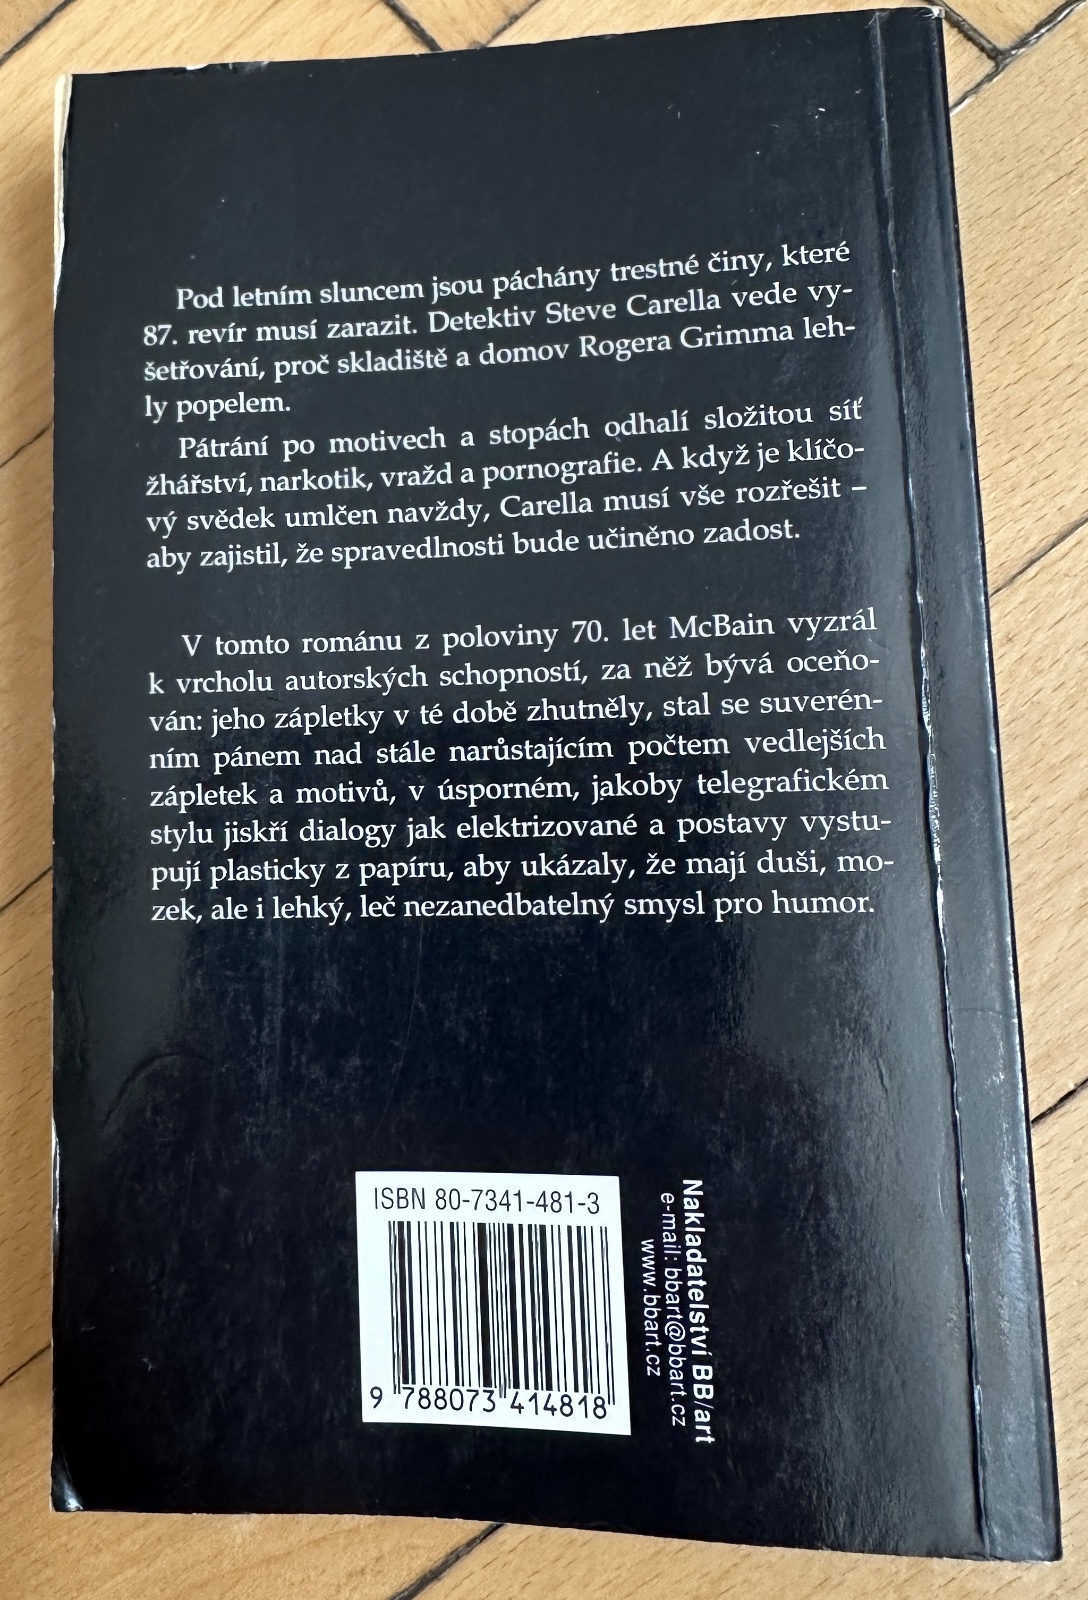 Pod letním sluncem jsou páchány trestné činy, které
87. revír musí zarazit. Detektiv Steve Carella vede vy-
šetřování, proč skladiště a domov Rogera Grimma leh-
ly popelem.
Pátrání po motivech a stopách odhalí složitou síť
žhářství, narkotik, vražd a pornografie. A když je klíčo-
vý svědek umlčen navždy, Carella musí vše rozřešit –
aby zajistil, že spravedlnosti bude učiněno zadost.
V tomto románu z poloviny 70. let McBain vyzrál
k vrcholu autorských schopností, za něž bývá oceňo-
ván: jeho zápletky v té době zhutněly, stal se suverén-
ním pánem nad stále narůstajícím počtem vedlejších
zápletek a motivů, v úsporném, jakoby telegrafickém
stylu jiskří dialogy jak elektrizované a postavy vystu-
pují plasticky z papíru, aby ukázaly, že mají duši, mo-
zek, ale i lehký, leč nezanedbatelný smysl pro humor.
ISBN 80-7341-481-3
9 788073 414818
Nakladatelství BB/art
e-mail: bbart@bbart.cz
www.bbart.cz